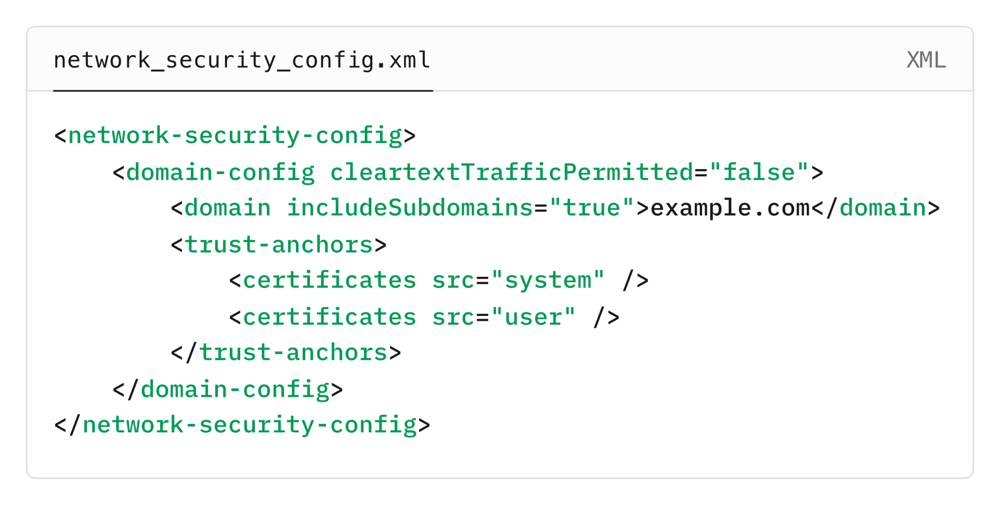 network_security_config.xml
XML
<network-security-config>
    <domain-config cleartextTrafficPermitted="false">
        <domain includeSubdomains="true">example.com</domain>
        <trust-anchors>
            <certificates src="system" />
            <certificates src="user" />
        </trust-anchors>
    </domain-config>
</network-security-config>